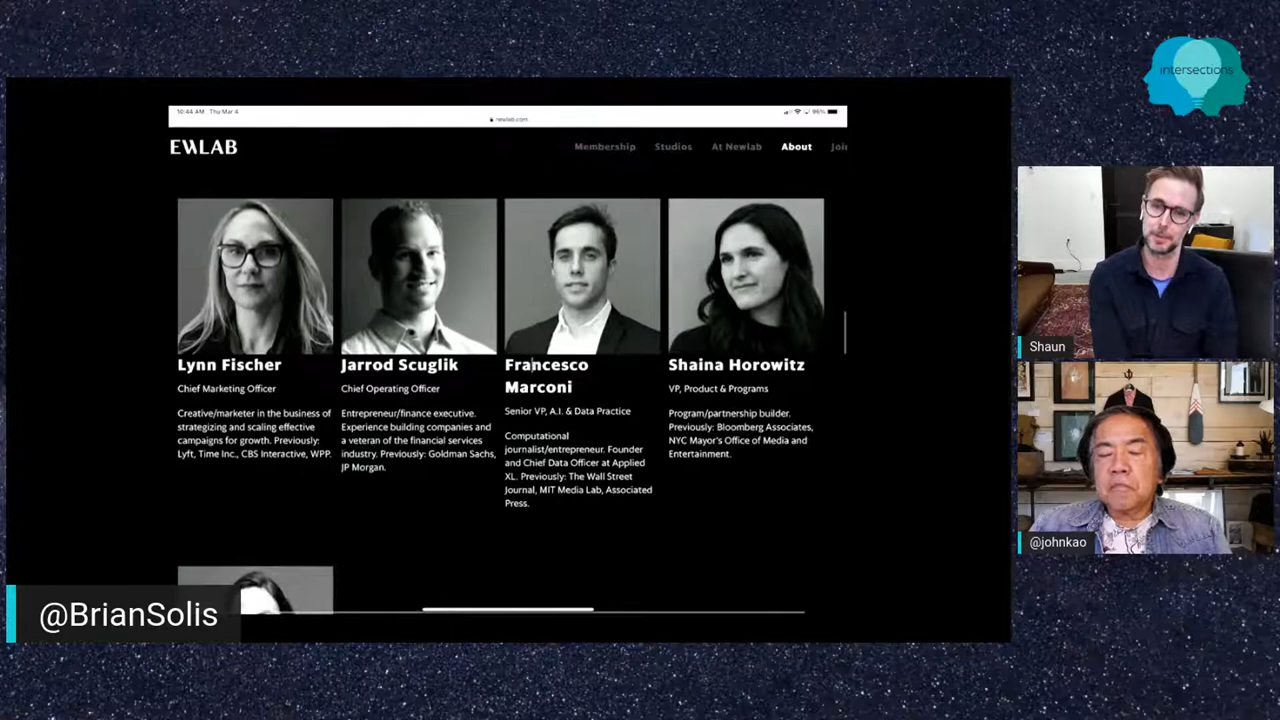 intersections
10:44 AM Thu Mar 4
newlab.com
96%
EWLAB
Membership Studios At Newlab About Join
Lynn Fischer
Chief Marketing Officer
Creative/marketer in the business of
strategizing and scaling effective
campaigns for growth. Previously:
Lyft, Time Inc., CBS Interactive, WPP.
Jarrod Scuglik
Chief Operating Officer
Entrepreneur/finance executive.
Experience building companies and
a veteran of the financial services
industry. Previously: Goldman Sachs,
JP Morgan.
Francesco
Marconi
Senior VP, A.I. & Data Practice
Computational
journalist/entrepreneur. Founder
and Chief Data Officer at Applied
XL. Previously: The Wall Street
Journal, MIT Media Lab, Associated
Press.
Shaina Horowitz
VP, Product & Programs
Program/partnership builder.
Previously: Bloomberg Associates,
NYC Mayor's Office of Media and
Entertainment.
Shaun
@johnkao
@BrianSolis